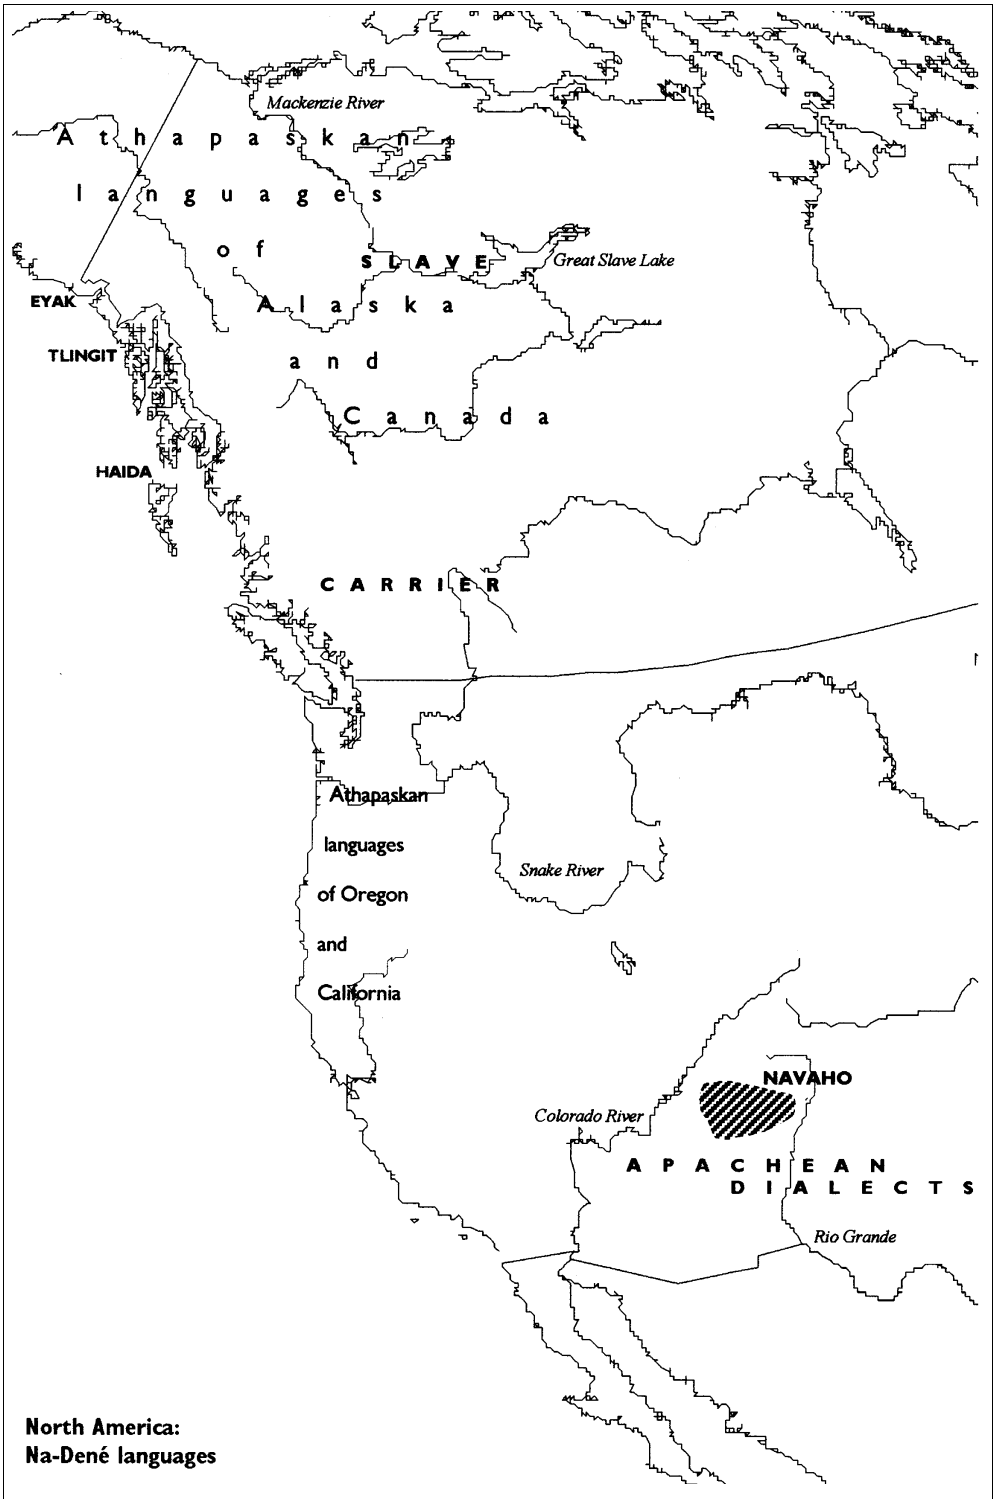 Mackenzie River
Athapaskan
languages
of
SLAVE
Great Slave Lake
EYAK
Alaska
TLINGIT
and
Canada
HAIDA
CARRIER
Athapaskan
languages
Snake River
of Oregon
and
California
NAVAHO
Colorado River
APACHEAN
DIALECTS
Rio Grande
North America:
Na-Dené languages